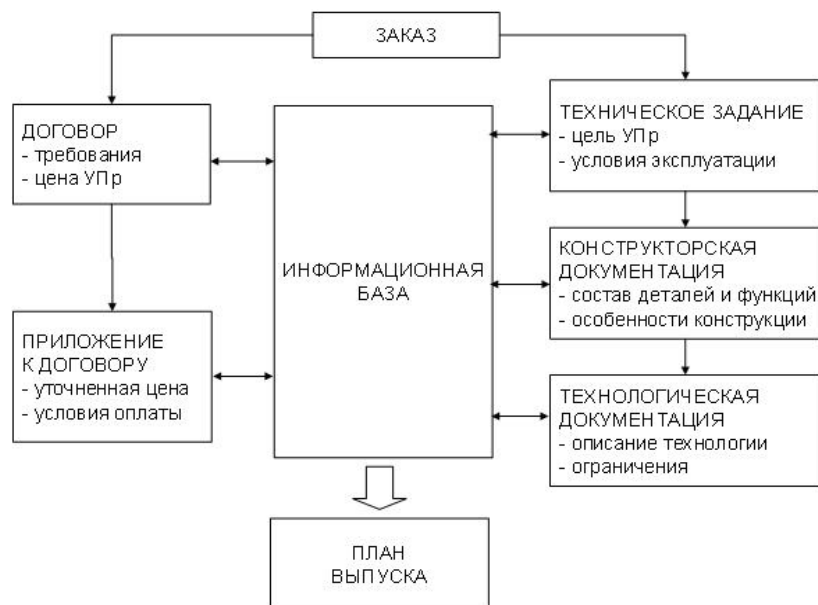 ЗАКАЗ
ДОГОВОР
- требования
- цена УПр
ПРИЛОЖЕНИЕ
К ДОГОВОРУ
- уточненная цена
- условия оплаты
ИНФОРМАЦИОННАЯ
БАЗА
ТЕХНИЧЕСКОЕ ЗАДАНИЕ
- цель УПр
- условия эксплуатации
КОНСТРУКТОРСКАЯ
ДОКУМЕНТАЦИЯ
- состав деталей и функций
- особенности конструкции
ТЕХНОЛОГИЧЕСКАЯ
ДОКУМЕНТАЦИЯ
- описание технологии
- ограничения
ПЛАН
ВЫПУСКА